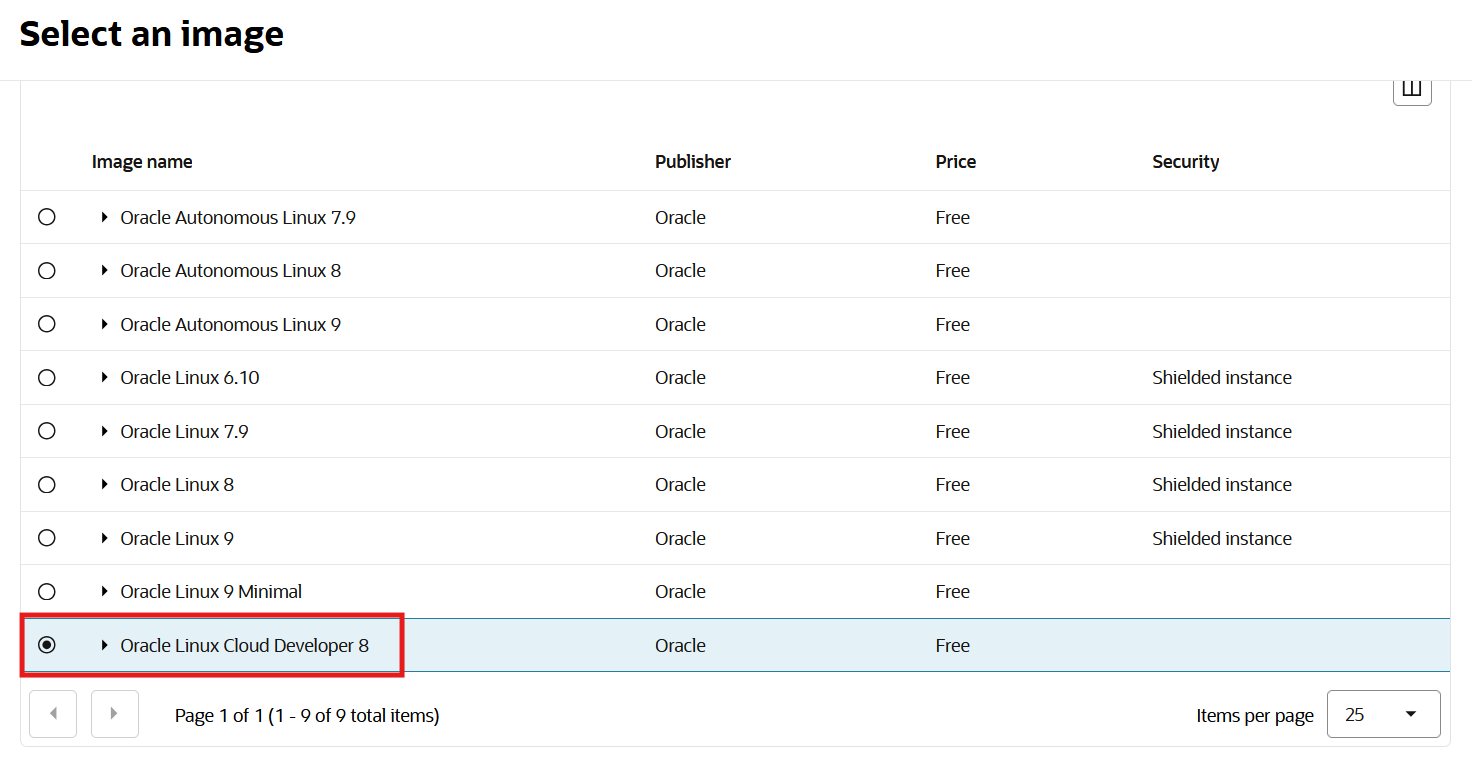 Select an image
Image name Publisher Price Security
Oracle Autonomous Linux 7.9 Oracle Free
Oracle Autonomous Linux 8 Oracle Free
Oracle Autonomous Linux 9 Oracle Free
Oracle Linux 6.10 Oracle Free Shielded instance
Oracle Linux 7.9 Oracle Free Shielded instance
Oracle Linux 8 Oracle Free Shielded instance
Oracle Linux 9 Oracle Free Shielded instance
Oracle Linux 9 Minimal Oracle Free
Oracle Linux Cloud Developer 8 Oracle Free
Page 1 of 1 (1 - 9 of 9 total items) Items per page 25